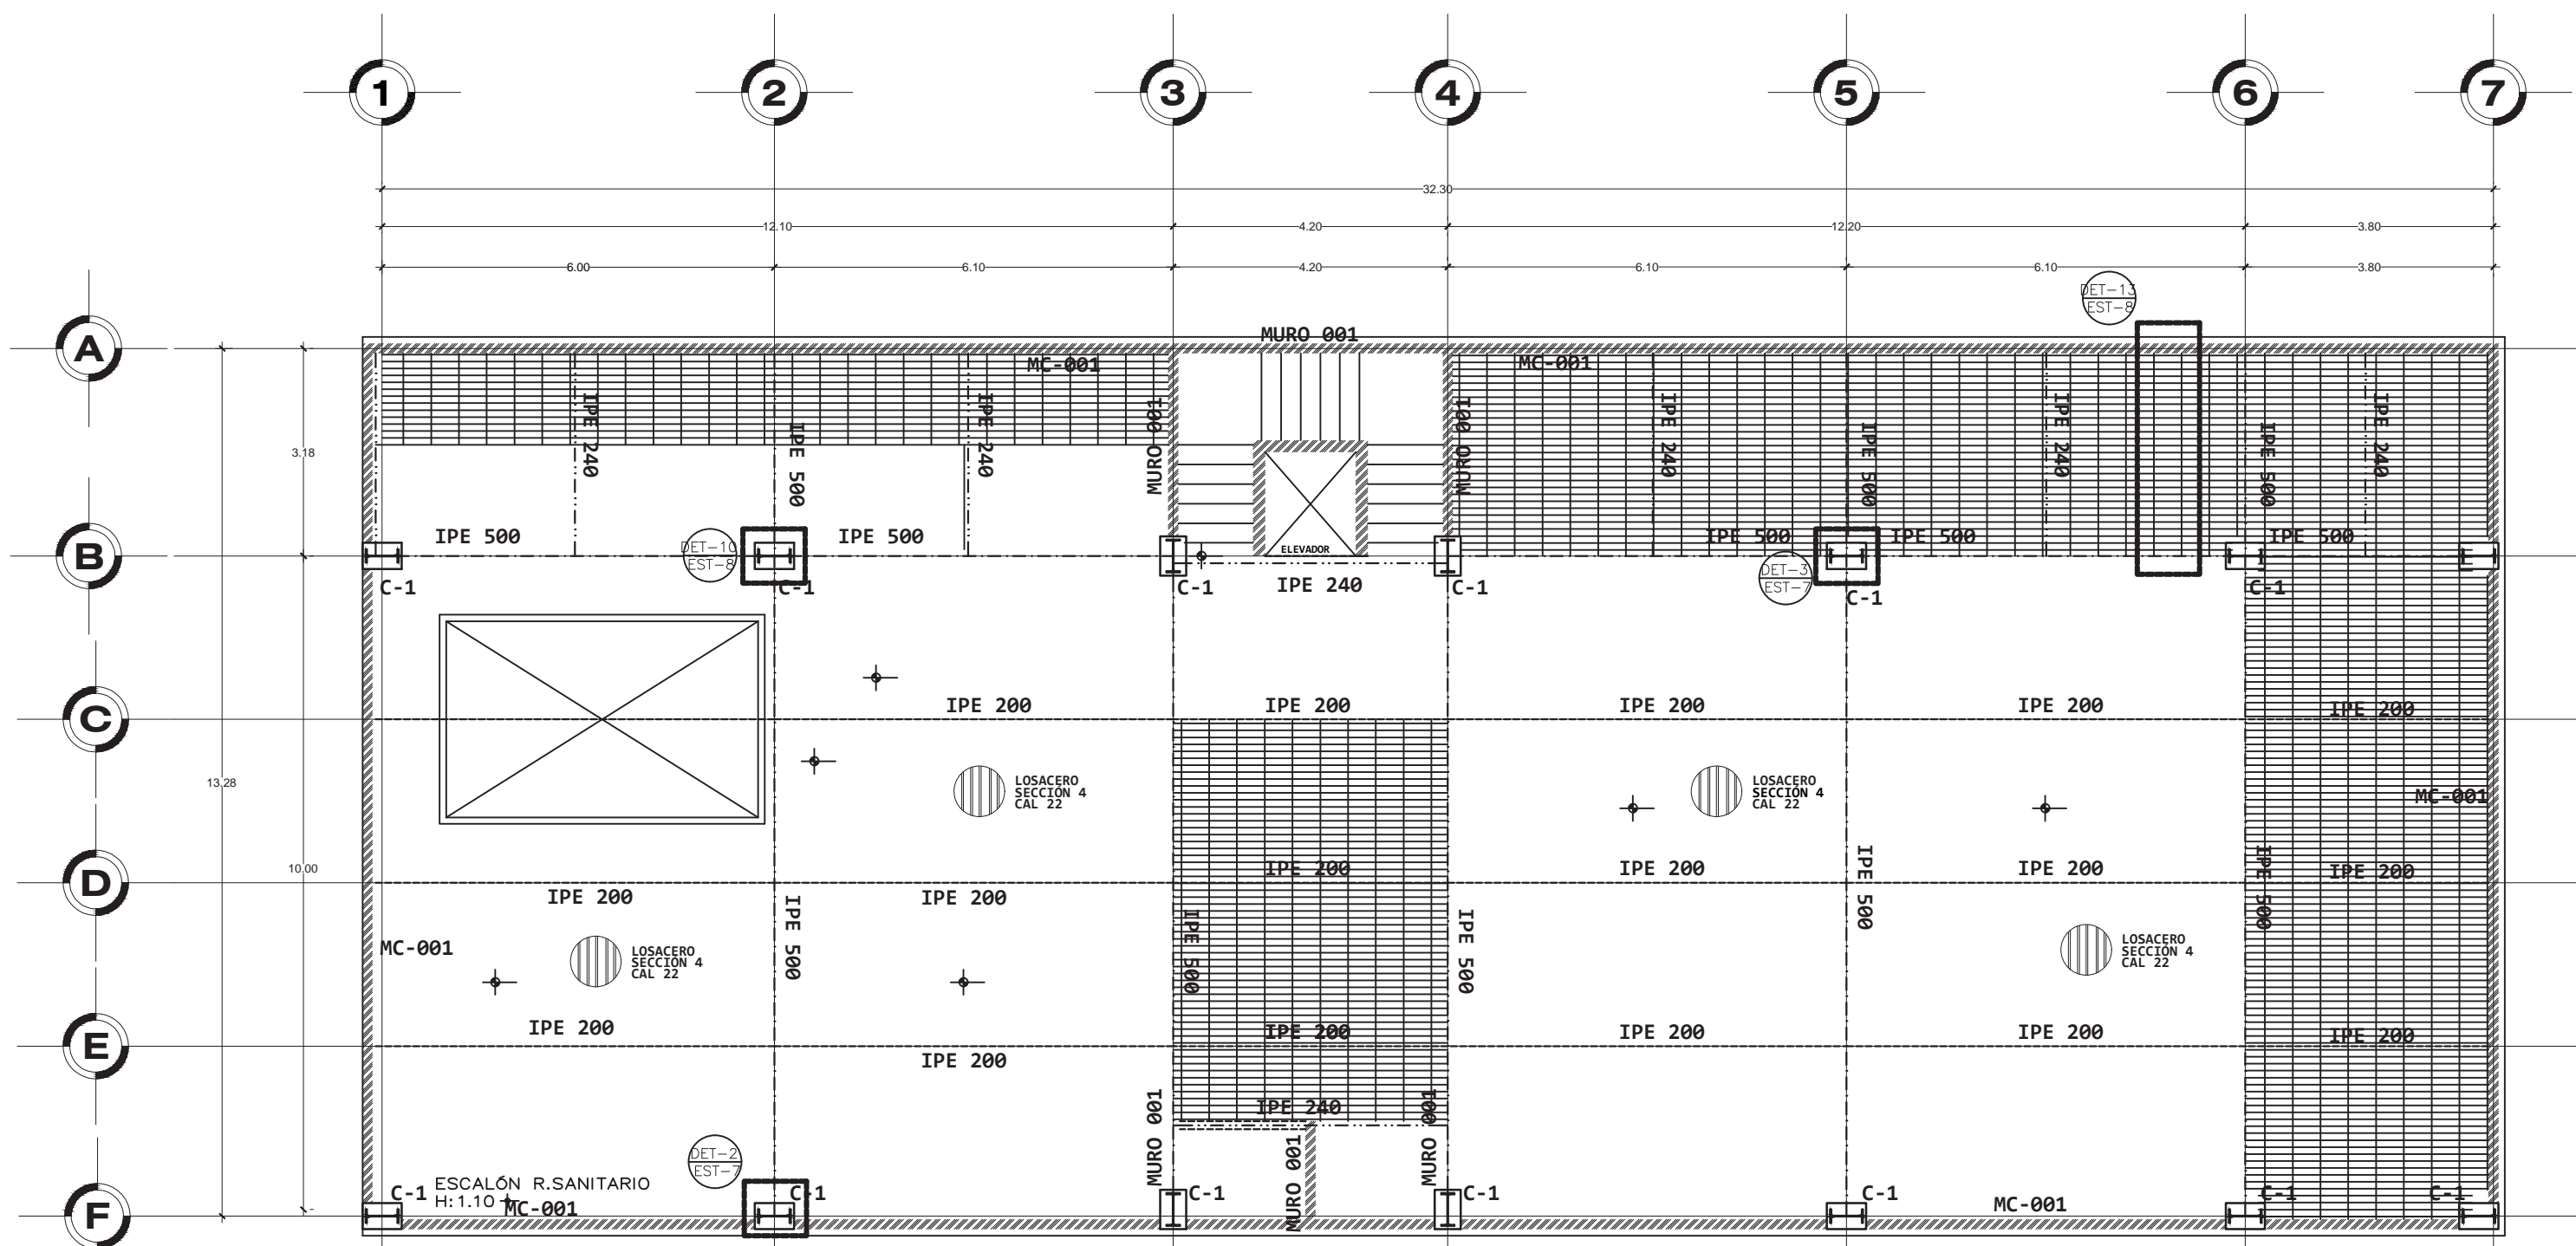 1 2 3 4 5 6 7
32.30
12.10 4.20 12.20 3.80
6.00 6.10 4.20 6.10 6.10 3.80
DET-13
EST-8
A
MURO 001
MC-001 MC-001
IPE 240 IPE 500 IPE 240 MURO 001 MURO 001 IPE 240 IPE 500 IPE 240 IPE 500 IPE 240
3.18
IPE 500 IPE 500 IPE 500 IPE 500 IPE 500
B
DET-10
EST-8
ELEVADOR
DET-3
EST-7
C-1 C-1 C-1 IPE 240 C-1 C-1 C-1
IPE 200 IPE 200 IPE 200 IPE 200 IPE 200
C
13.28
LOSACERO
SECCIÓN 4
CAL 22
LOSACERO
SECCIÓN 4
CAL 22
MC-001
10.00
IPE 200 IPE 200 IPE 200 IPE 200
D
IPE 200 IPE 200
IPE 500 IPE 500 IPE 500 IPE 500 IPE 500
MC-001
LOSACERO
SECCIÓN 4
CAL 22
LOSACERO
SECCIÓN 4
CAL 22
IPE 200 IPE 200 IPE 200 IPE 200 IPE 200
E
IPE 200
IPE 240
MURO 001 MURO 001 MURO 001
DET-2
EST-7
ESCALÓN R.SANITARIO
H:1.10
C-1 C-1 C-1 C-1 C-1 C-1 C-1
MC-001 MC-001
F